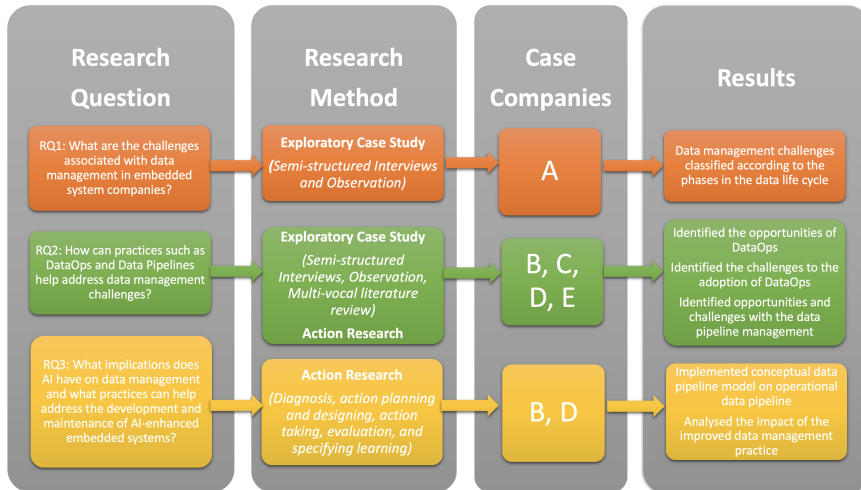 Research
Question
Research
Method
Case
Companies
Results
RQ1: What are the challenges
associated with data
management in embedded
system companies?
Exploratory Case Study
(Semi-structured Interviews
and Observation)
A
Data management challenges
classified according to the
phases in the data life cycle
RQ2: How can practices such as
DataOps and Data Pipelines
help address data management
challenges?
Exploratory Case Study
(Semi-structured
Interviews, Observation,
Multi-vocal literature
review)
Action Research
B, C,
D, E
Identified the opportunities of
DataOps
Identified the challenges to the
adoption of DataOps
Identified opportunities and
challenges with the data
pipeline management
RQ3: What implications does
AI have on data management
and what practices can help
address the development and
maintenance of AI-enhanced
embedded systems?
Action Research
(Diagnosis, action planning
and designing, action
taking, evaluation, and
specifying learning)
B, D
Implemented conceptual data
pipeline model on operational
data pipeline
Analysed the impact of the
improved data management
practice